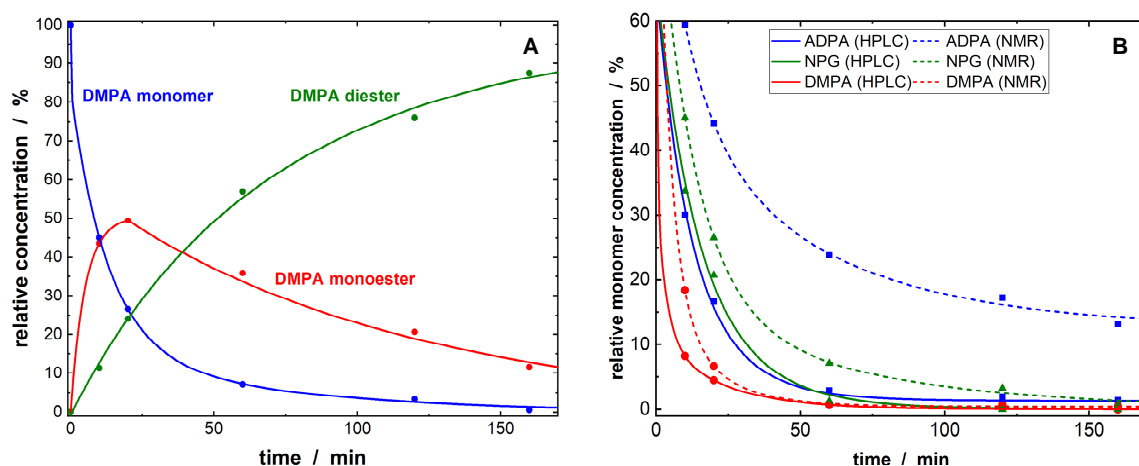 A
DMPA monomer
DMPA diester
DMPA monoester
relative concentration / %
100
90
80
70
60
50
40
30
20
10
0
0
50
100
150
time / min
B
ADPA (HPLC)
ADPA (NMR)
NPG (HPLC)
NPG (NMR)
DMPA (HPLC)
DMPA (NMR)
relative monomer concentration / %
60
50
40
30
20
10
0
0
50
100
150
time / min